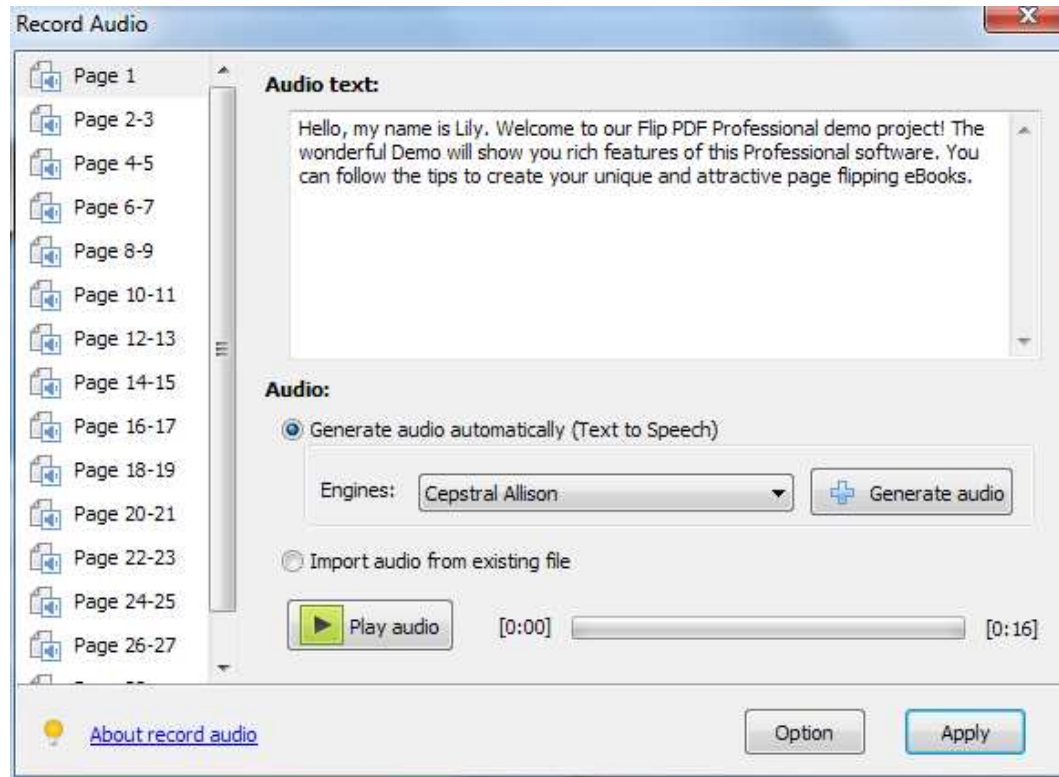 Record Audio
Page 1
Page 2-3
Page 4-5
Page 6-7
Page 8-9
Page 10-11
Page 12-13
Page 14-15
Page 16-17
Page 18-19
Page 20-21
Page 22-23
Page 24-25
Page 26-27
Audio text:
Hello, my name is Lily. Welcome to our Flip PDF Professional demo project! The
wonderful Demo will show you rich features of this Professional software. You
can follow the tips to create your unique and attractive page flipping eBooks.
Audio:
Generate audio automatically (Text to Speech)
Engines: Cepstral Allison Generate audio
Import audio from existing file
Play audio [0:00] [0:16]
About record audio Option Apply